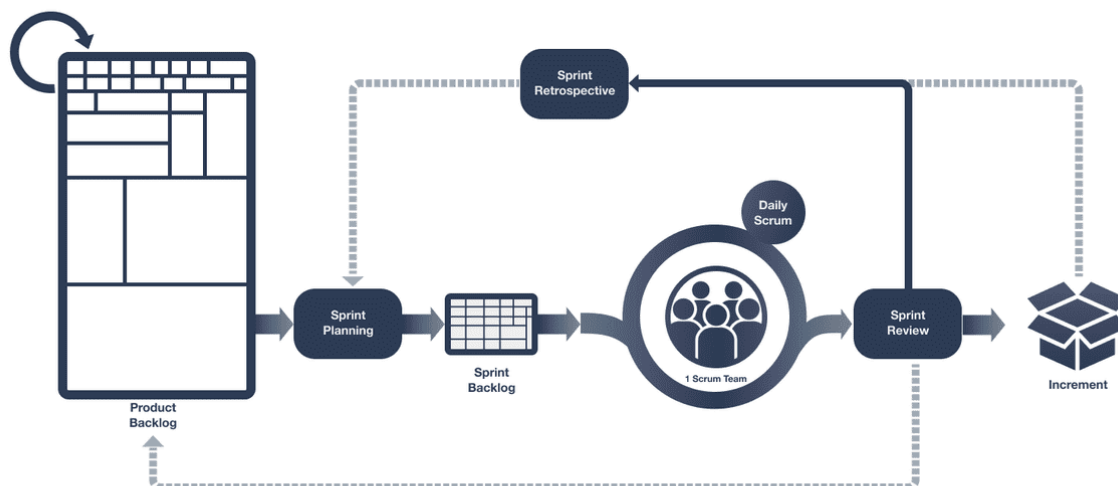 Sprint
Retrospective
Daily
Scrum
Sprint
Planning
Sprint
Review
1 Scrum Team
Sprint
Backlog
Increment
Product
Backlog